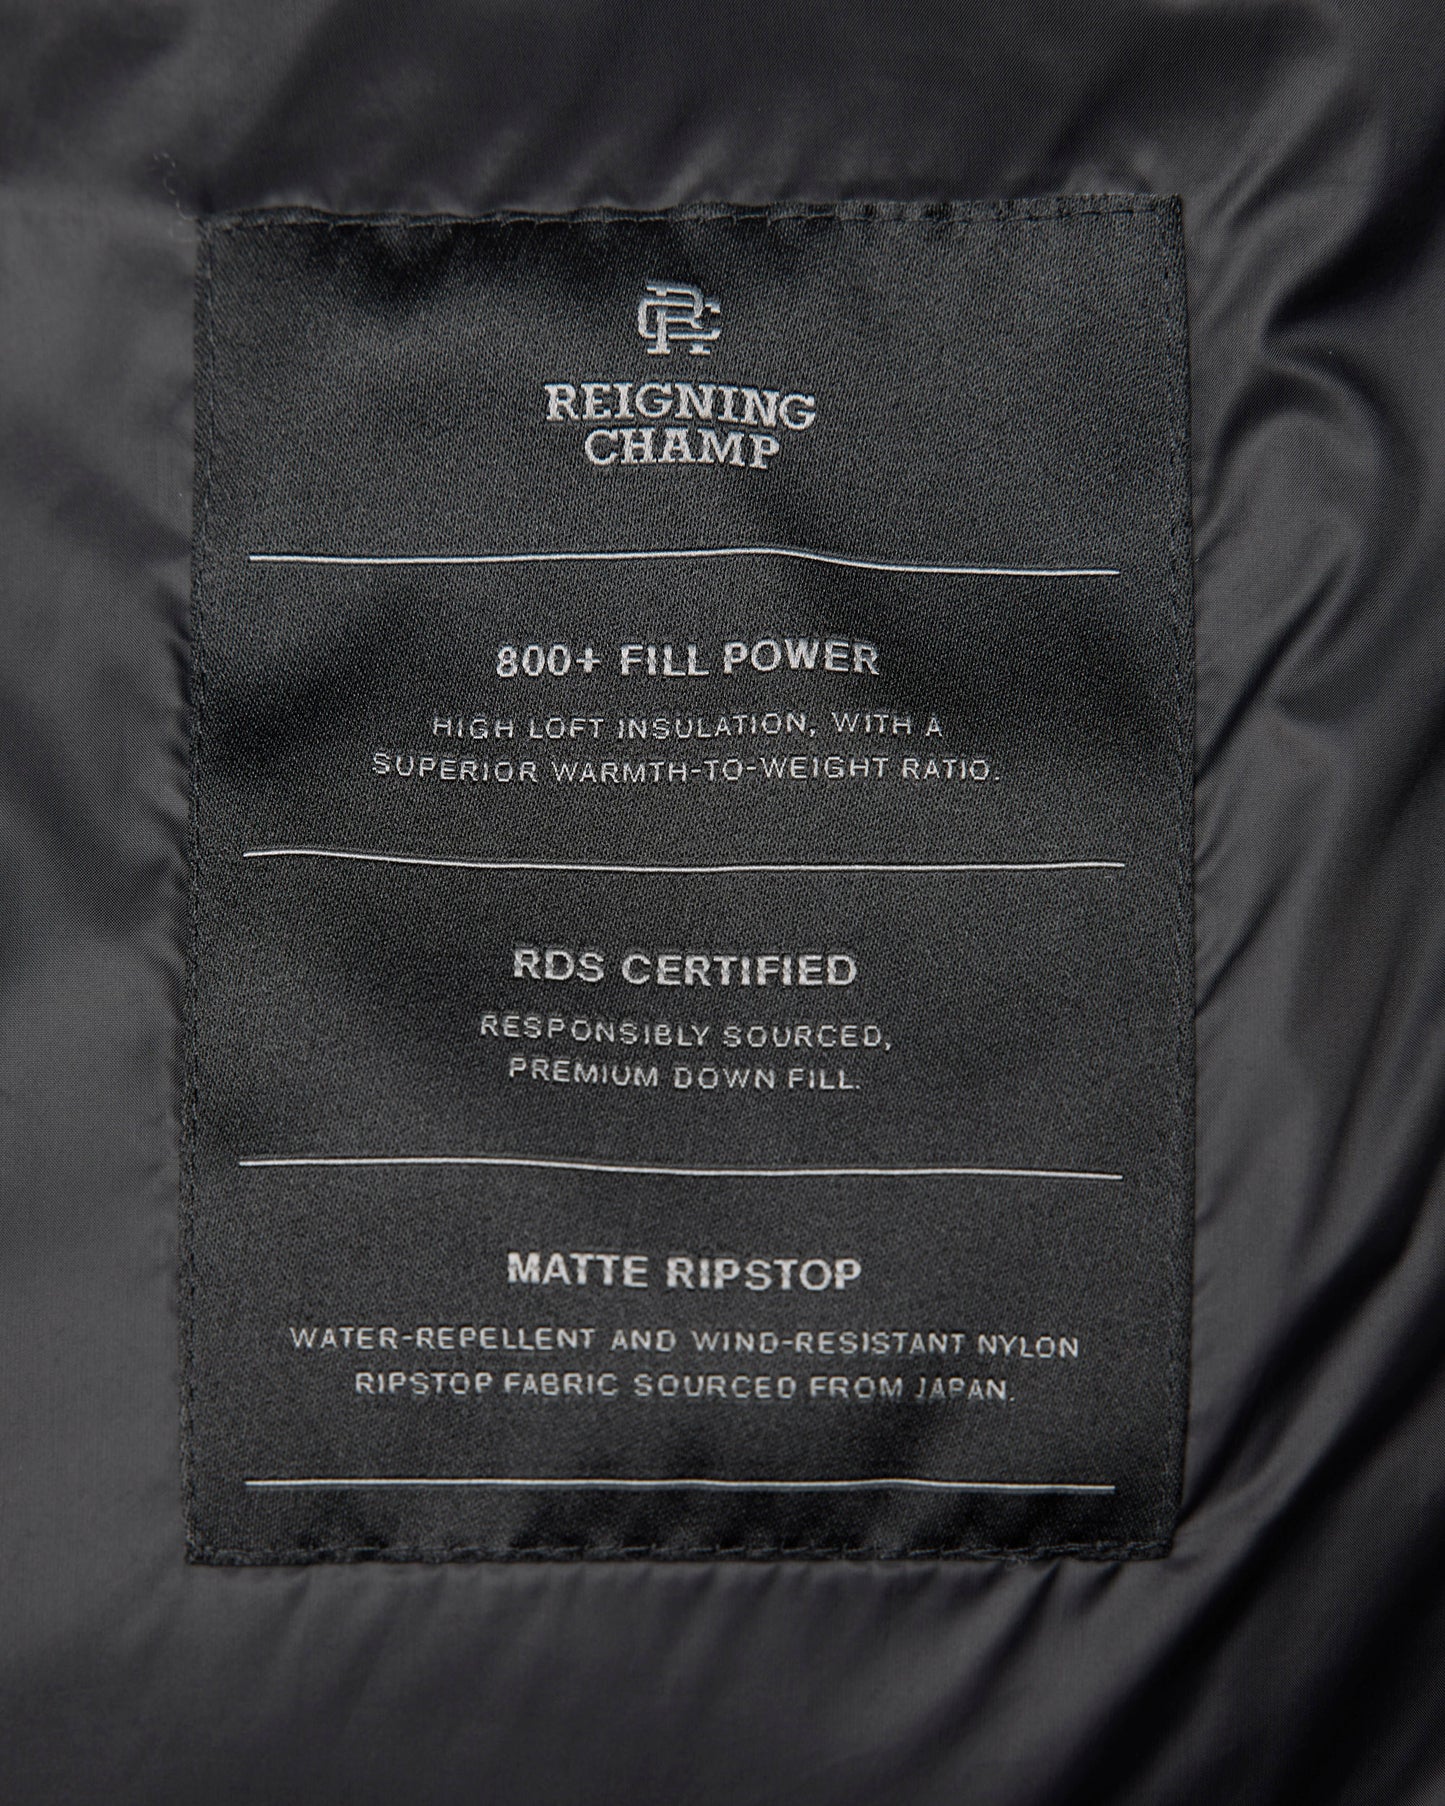 RC
REIGNING
CHAMP
800+ FILL POWER
HIGH LOFT INSULATION, WITH A
SUPERIOR WARMTH-TO-WEIGHT RATIO.
RDS CERTIFIED
RESPONSIBLY SOURCED,
PREMIUM DOWN FILL.
MATTE RIPSTOP
WATER-REPELLENT AND WIND-RESISTANT NYLON
RIPSTOP FABRIC SOURCED FROM JAPAN.